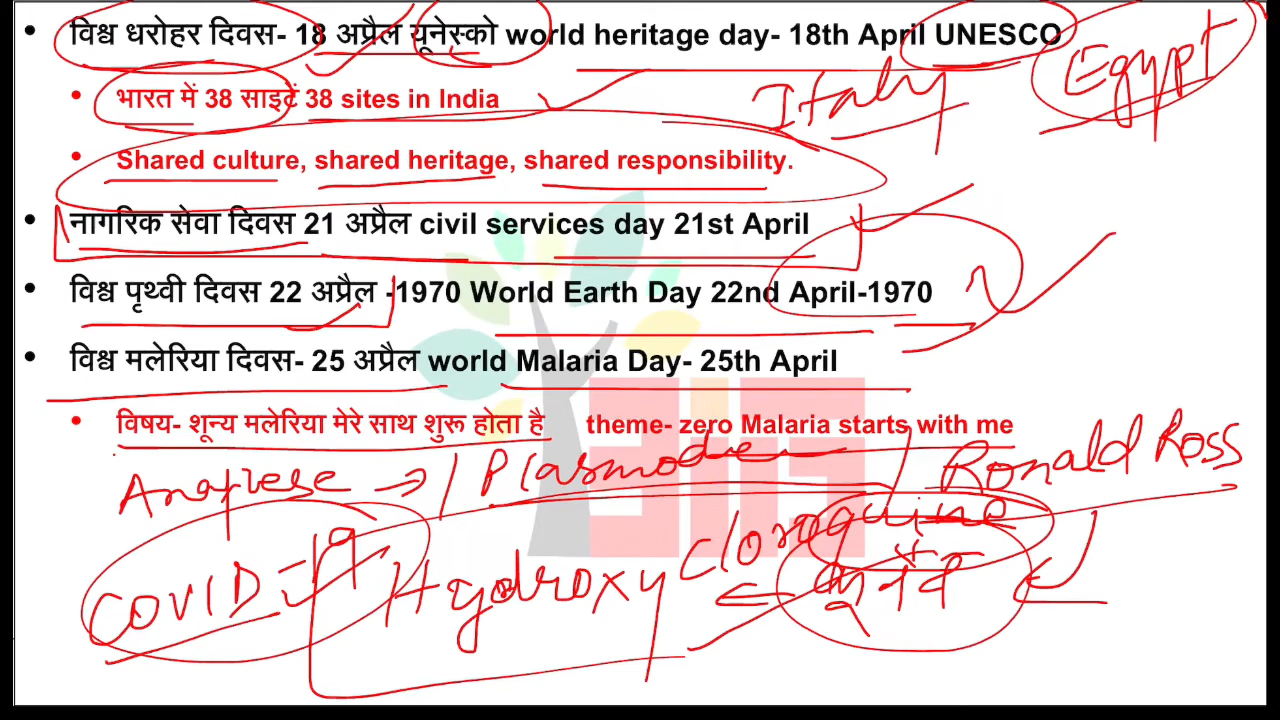 विश्व धरोहर दिवस- 18 अप्रैल यूनेस्को world heritage day- 18th April UNESCO
Italy Egypt
भारत में 38 साइटें 38 sites in India
Shared culture, shared heritage, shared responsibility.
नागरिक सेवा दिवस 21 अप्रैल civil services day 21st April
विश्व पृथ्वी दिवस 22 अप्रैल -1970 World Earth Day 22nd April-1970
विश्व मलेरिया दिवस- 25 अप्रैल world Malaria Day- 25th April
विषय- शून्य मलेरिया मेरे साथ शुरू होता है theme- zero Malaria starts with me
Ronald Ross
COVID-19 Hydroxy Cloroquine